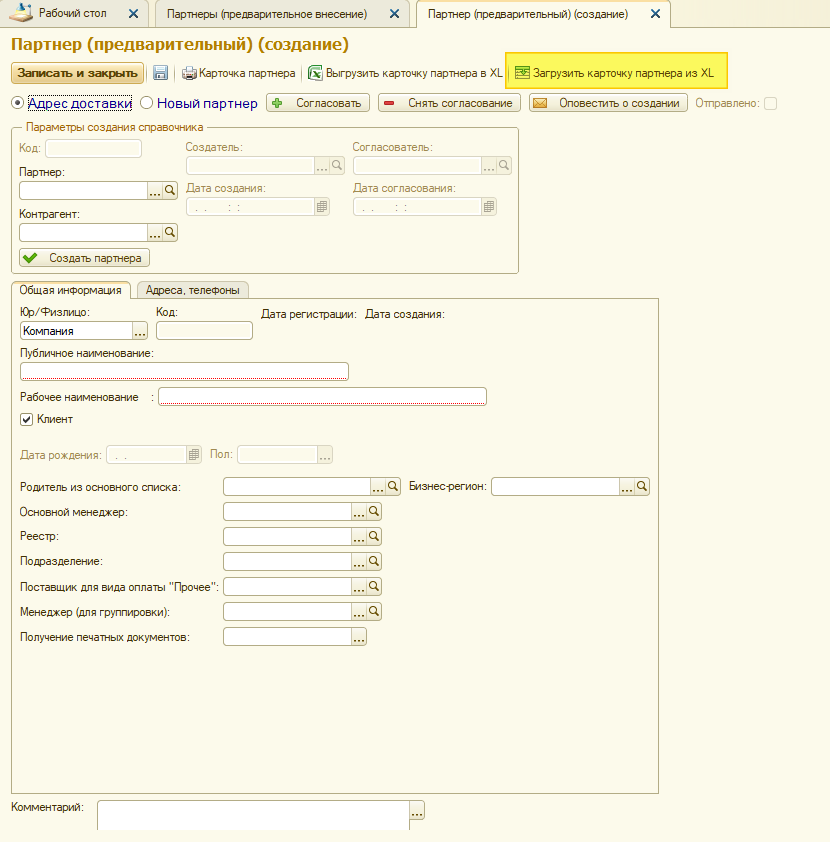 Рабочий стол
Партнеры (предварительное внесение)
Партнер (предварительный) (создание)
Партнер (предварительный) (создание)
Записать и закрыть
Карточка партнера
Выгрузить карточку партнера в XL
Загрузить карточку партнера из XL
Адрес доставки
Новый партнер
Согласовать
Снять согласование
Оповестить о создании
Отправлено:
Параметры создания справочника
Код:
Создатель:
Согласователь:
Партнер:
Дата создания:
Дата согласования:
Контрагент:
Создать партнера
Общая информация
Адреса, телефоны
Юр/Физлицо:
Код:
Дата регистрации:
Дата создания:
Компания
Публичное наименование:
Рабочее наименование :
Клиент
Дата рождения:
Пол:
Родитель из основного списка:
Бизнес-регион:
Основной менеджер:
Реестр:
Подразделение:
Поставщик для вида оплаты "Прочее":
Менеджер (для группировки):
Получение печатных документов:
Комментарий: